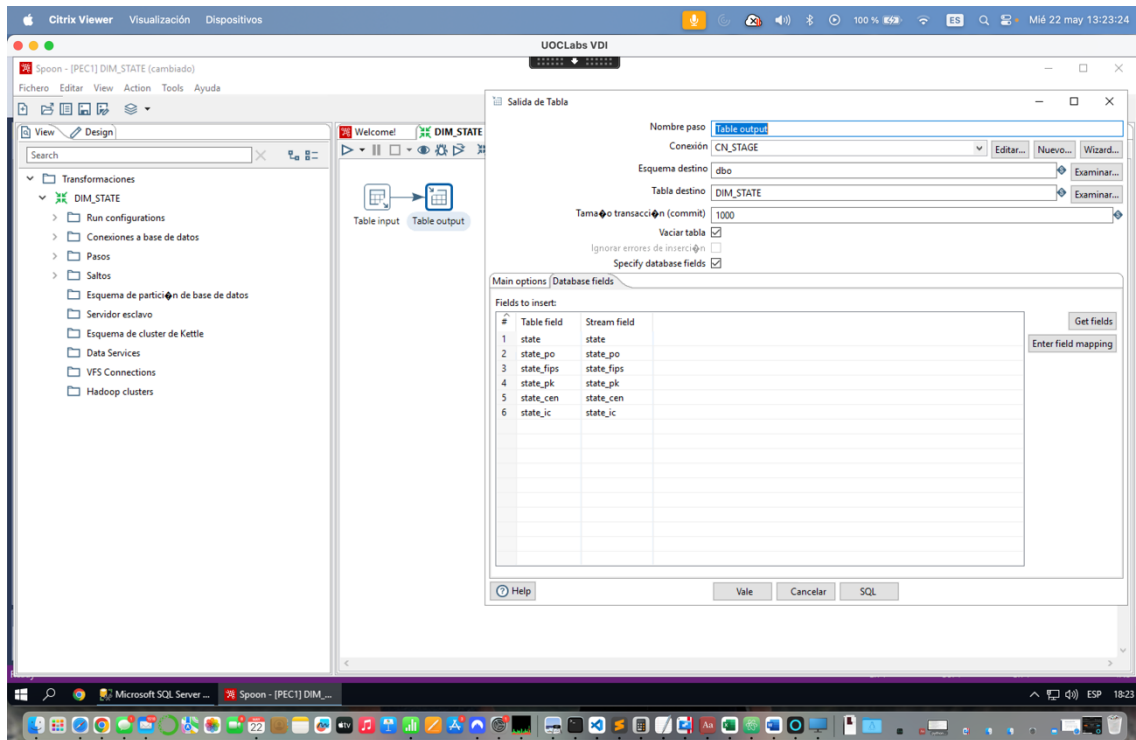 Citrix Viewer Visualización Dispositivos 100 % ES Mié 22 may 13:23:24
UOCLabs VDI
Spoon - [PEC1] DIM_STATE (cambiado)
Fichero Editar View Action Tools Ayuda
View Design
Search
Transformaciones
DIM_STATE
Run configurations
Conexiones a base de datos
Pasos
Saltos
Esquema de partici�n de base de datos
Servidor esclavo
Esquema de cluster de Kettle
Data Services
VFS Connections
Hadoop clusters
Welcome! DIM_STATE
Table input Table output
Salida de Tabla
Nombre paso Table output
Conexión CN_STAGE Editar... Nuevo... Wizard...
Esquema destino dbo Examinar...
Tabla destino DIM_STATE Examinar...
Tama�o transacci�n (commit) 1000
Vaciar tabla
Ignorar errores de inserci�n
Specify database fields
Main options Database fields
Fields to insert:
# Table field Stream field
1 state state
2 state_po state_po
3 state_fips state_fips
4 state_pk state_pk
5 state_cen state_cen
6 state_ic state_ic
Get fields
Enter field mapping
Help Vale Cancelar SQL
Microsoft SQL Server ... Spoon - [PEC1] DIM_... ESP 18:23
22 tv